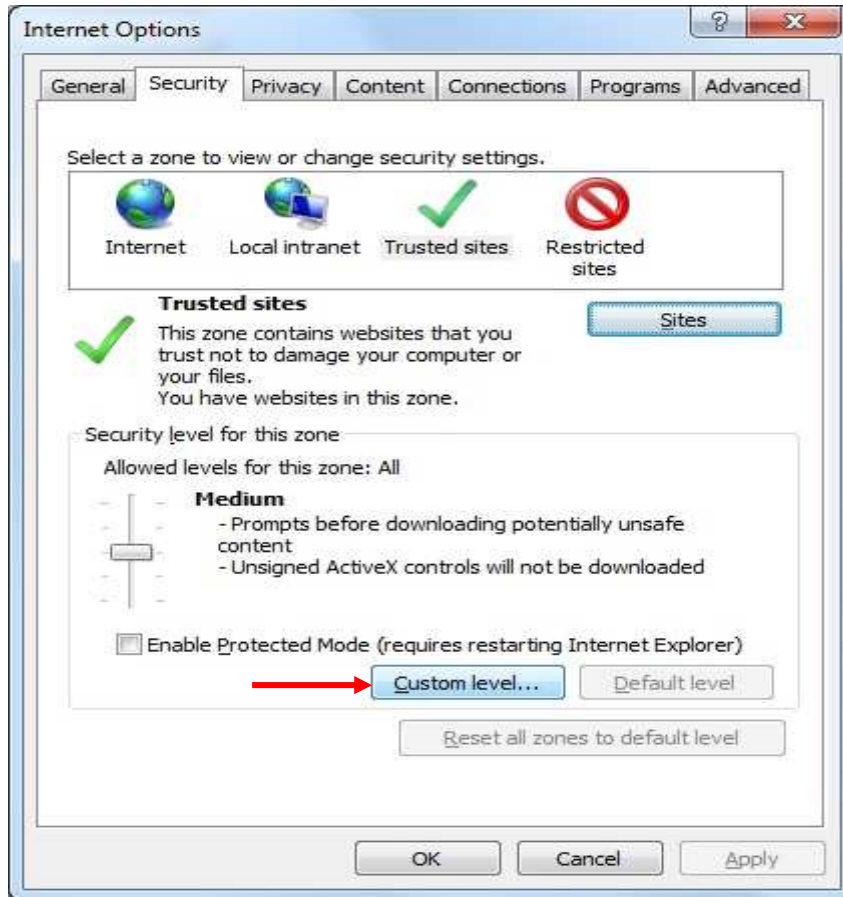 Internet Options
General Security Privacy Content Connections Programs Advanced
Select a zone to view or change security settings.
Internet Local intranet Trusted sites Restricted
sites
Trusted sites
Sites
This zone contains websites that you
trust not to damage your computer or
your files.
You have websites in this zone.
Security level for this zone
Allowed levels for this zone: All
Medium
- Prompts before downloading potentially unsafe
content
- Unsigned ActiveX controls will not be downloaded
Enable Protected Mode (requires restarting Internet Explorer)
Custom level... Default level
Reset all zones to default level
OK Cancel Apply